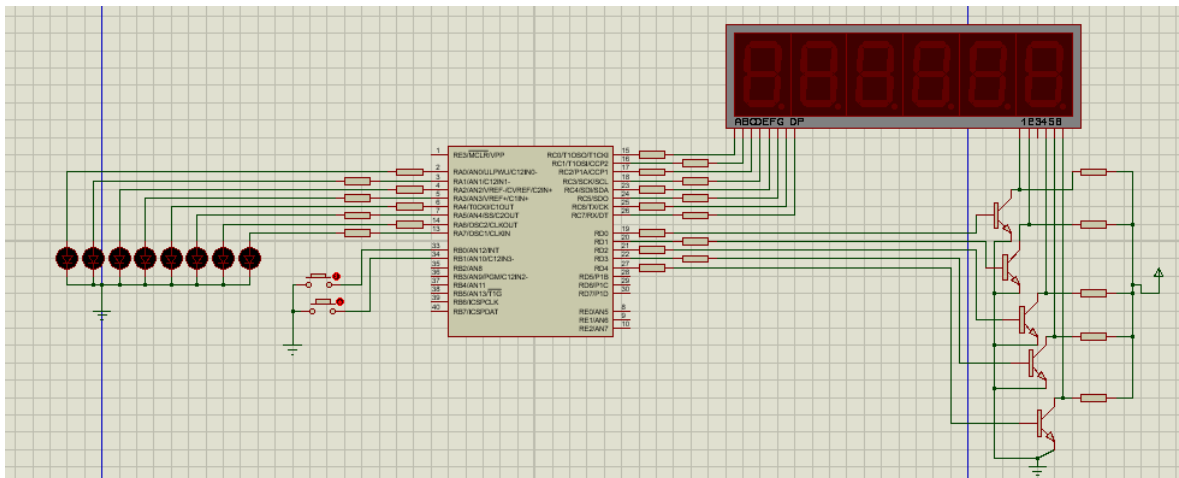 ABCDEFG DP
123456
1
RE3/MCLR/VPP
2
RA0/AN0/ULPWU/C12IN0-
3
RA1/AN1/C12IN1-
4
RA2/AN2/VREF-/CVREF/C2IN+
5
RA3/AN3/VREF+/C1IN+
6
RA4/T0CKI/C1OUT
7
RA5/AN4/SS/C2OUT
14
RA6/OSC2/CLKOUT
13
RA7/OSC1/CLKIN
33
RB0/AN12/INT
34
RB1/AN10/C12IN3-
35
RB2/AN8
36
RB3/AN9/PGM/C12IN2-
37
RB4/AN11
38
RB5/AN13/T1G
39
RB6/ICSPCLK
40
RB7/ICSPDAT
RC0/T1OSO/T1CKI
15
RC1/T1OSI/CCP2
16
RC2/P1A/CCP1
17
RC3/SCK/SCL
18
RC4/SDI/SDA
23
RC5/SDO
24
RC6/TX/CK
25
RC7/RX/DT
26
RD0
19
RD1
20
RD2
21
RD3
22
RD4
27
RD5/P1B
28
RD6/P1C
29
RD7/P1D
30
RE0/AN5
8
RE1/AN6
9
RE2/AN7
10